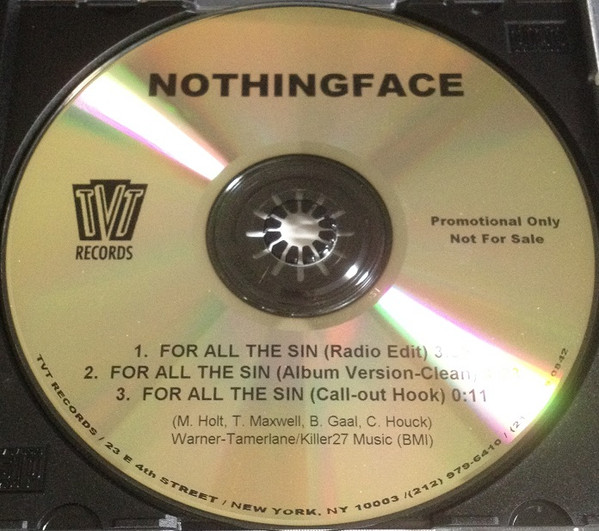 NOTHINGFACE
TVT
RECORDS
Promotional Only
Not For Sale
1. FOR ALL THE SIN (Radio Edit)
2. FOR ALL THE SIN (Album Version-Clean)
3. FOR ALL THE SIN (Call-out Hook) 0:11
(M. Holt, T. Maxwell, B. Gaal, C. Houck)
Warner-Tamerlane/Killer27 Music (BMI)
TVT RECORDS / 23 E 4th STREET / NEW YORK, NY 10003 /(212) 979-6410 /